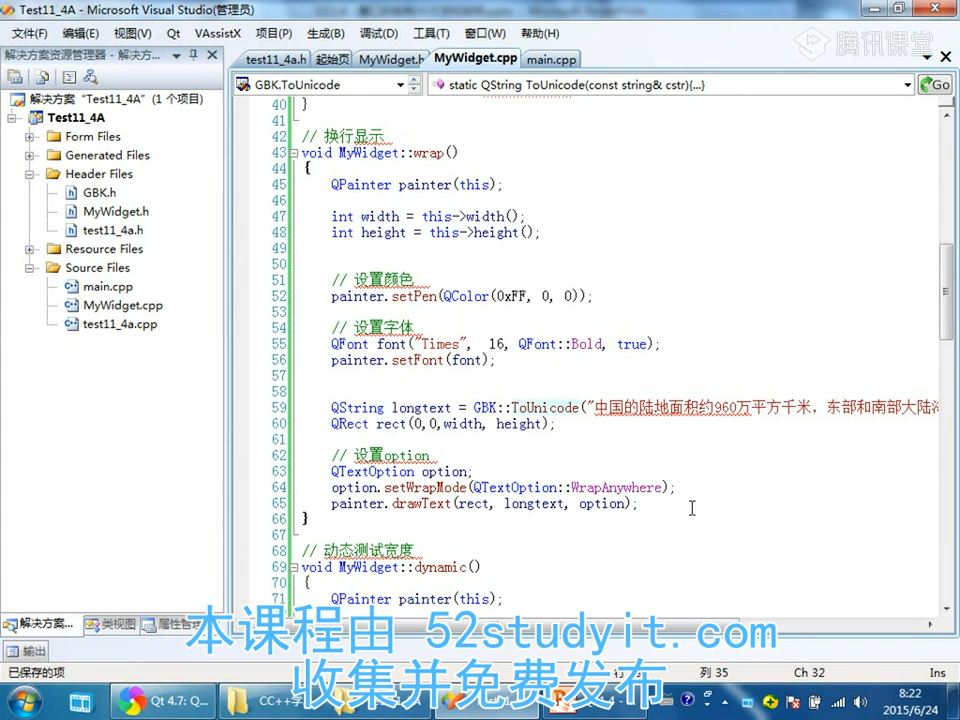 Test11_4A - Microsoft Visual Studio(管理员)
文件(F) 编辑(E) 视图(V) Qt VAssistX 项目(P) 生成(B) 调试(D) 工具(T) 窗口(W) 帮助(H)
腾讯课堂
解决方案资源管理器 - 解决方...
test11_4a.h 起始页 MyWidget.h MyWidget.cpp main.cpp
GBK.ToUnicode static QString ToUnicode(const string& cstr){...} Go
解决方案 "Test11_4A" (1 个项目)
Test11_4A
Form Files
Generated Files
Header Files
GBK.h
MyWidget.h
test11_4a.h
Resource Files
Source Files
main.cpp
MyWidget.cpp
test11_4a.cpp
40 }
41
42 // 换行显示
43 void MyWidget::wrap()
44 {
45 QPainter painter(this);
46
47 int width = this->width();
48 int height = this->height();
49
50
51 // 设置颜色
52 painter.setPen(QColor(0xFF, 0, 0));
53
54 // 设置字体
55 QFont font("Times", 16, QFont::Bold, true);
56 painter.setFont(font);
57
58
59 QString longtext = GBK::ToUnicode("中国的陆地面积约960万平方千米，东部和南部大陆
60 QRect rect(0,0,width, height);
61
62 // 设置option
63 QTextOption option;
64 option.setWrapMode(QTextOption::WrapAnywhere);
65 painter.drawText(rect, longtext, option);
66 }
67
68 // 动态测试宽度
69 void MyWidget::dynamic()
70 {
71 QPainter painter(this);
解决方案... 类视图 属性管
本课程由 52studyit.com
收集并免费发布
输出
已保存的项 列 35 Ch 32 Ins
Qt 4.7: Q... CC++
8:22
2015/6/24